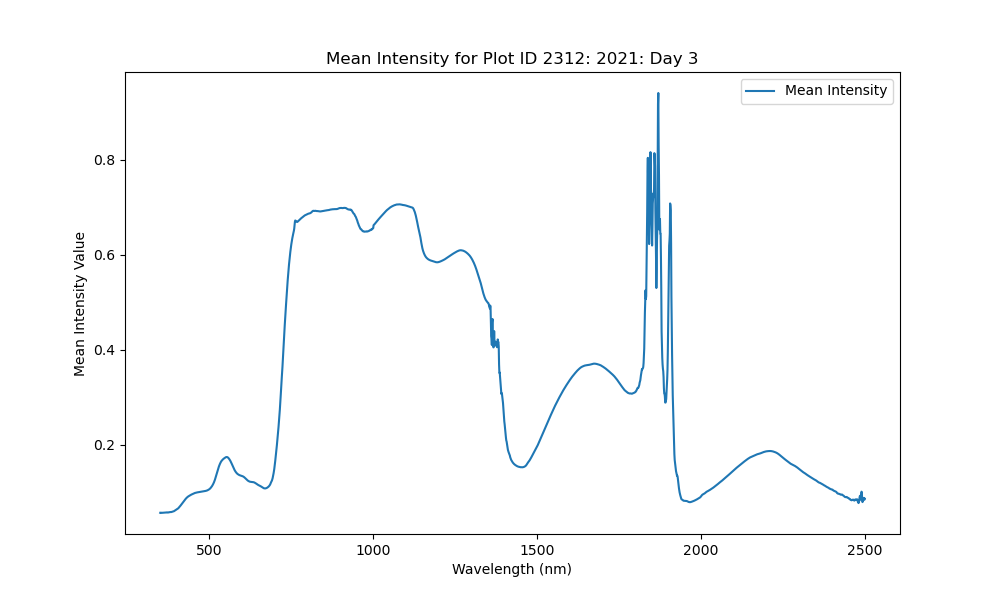 Mean Intensity for Plot ID 2312: 2021: Day 3
Mean Intensity
Mean Intensity Value
0.8
0.6
0.4
0.2
500 1000 1500 2000 2500
Wavelength (nm)